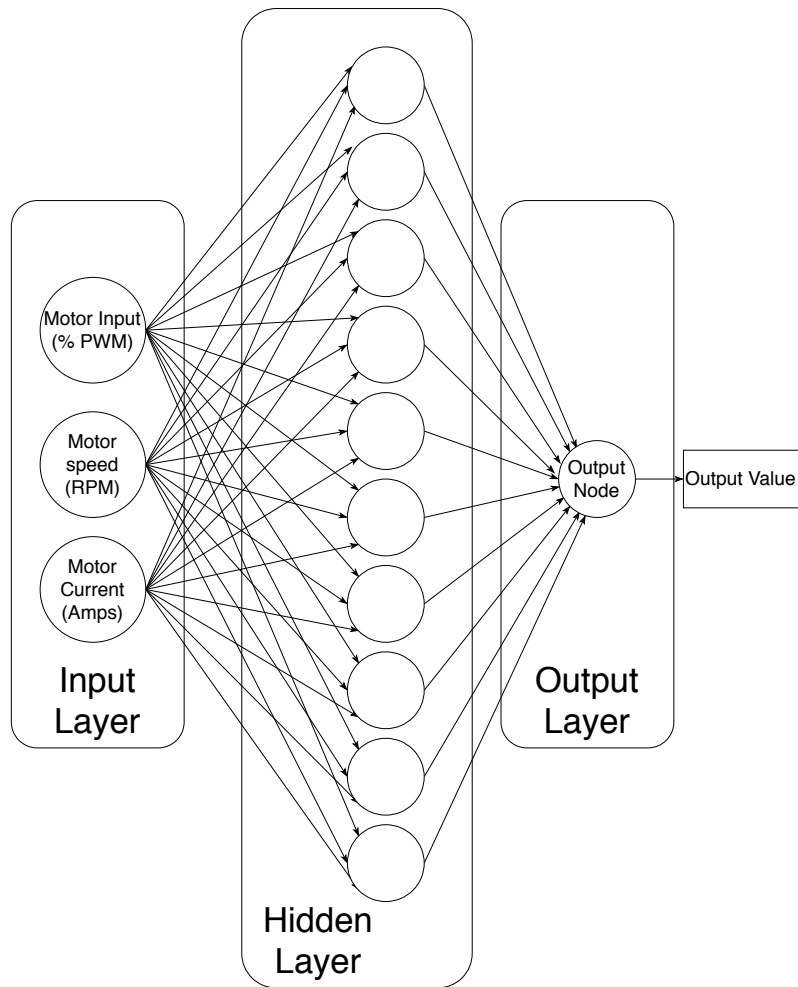 Motor Input
(% PWM)
Motor
speed
(RPM)
Motor
Current
(Amps)
Input
Layer
Hidden
Layer
Output
Node
Output
Layer
Output Value